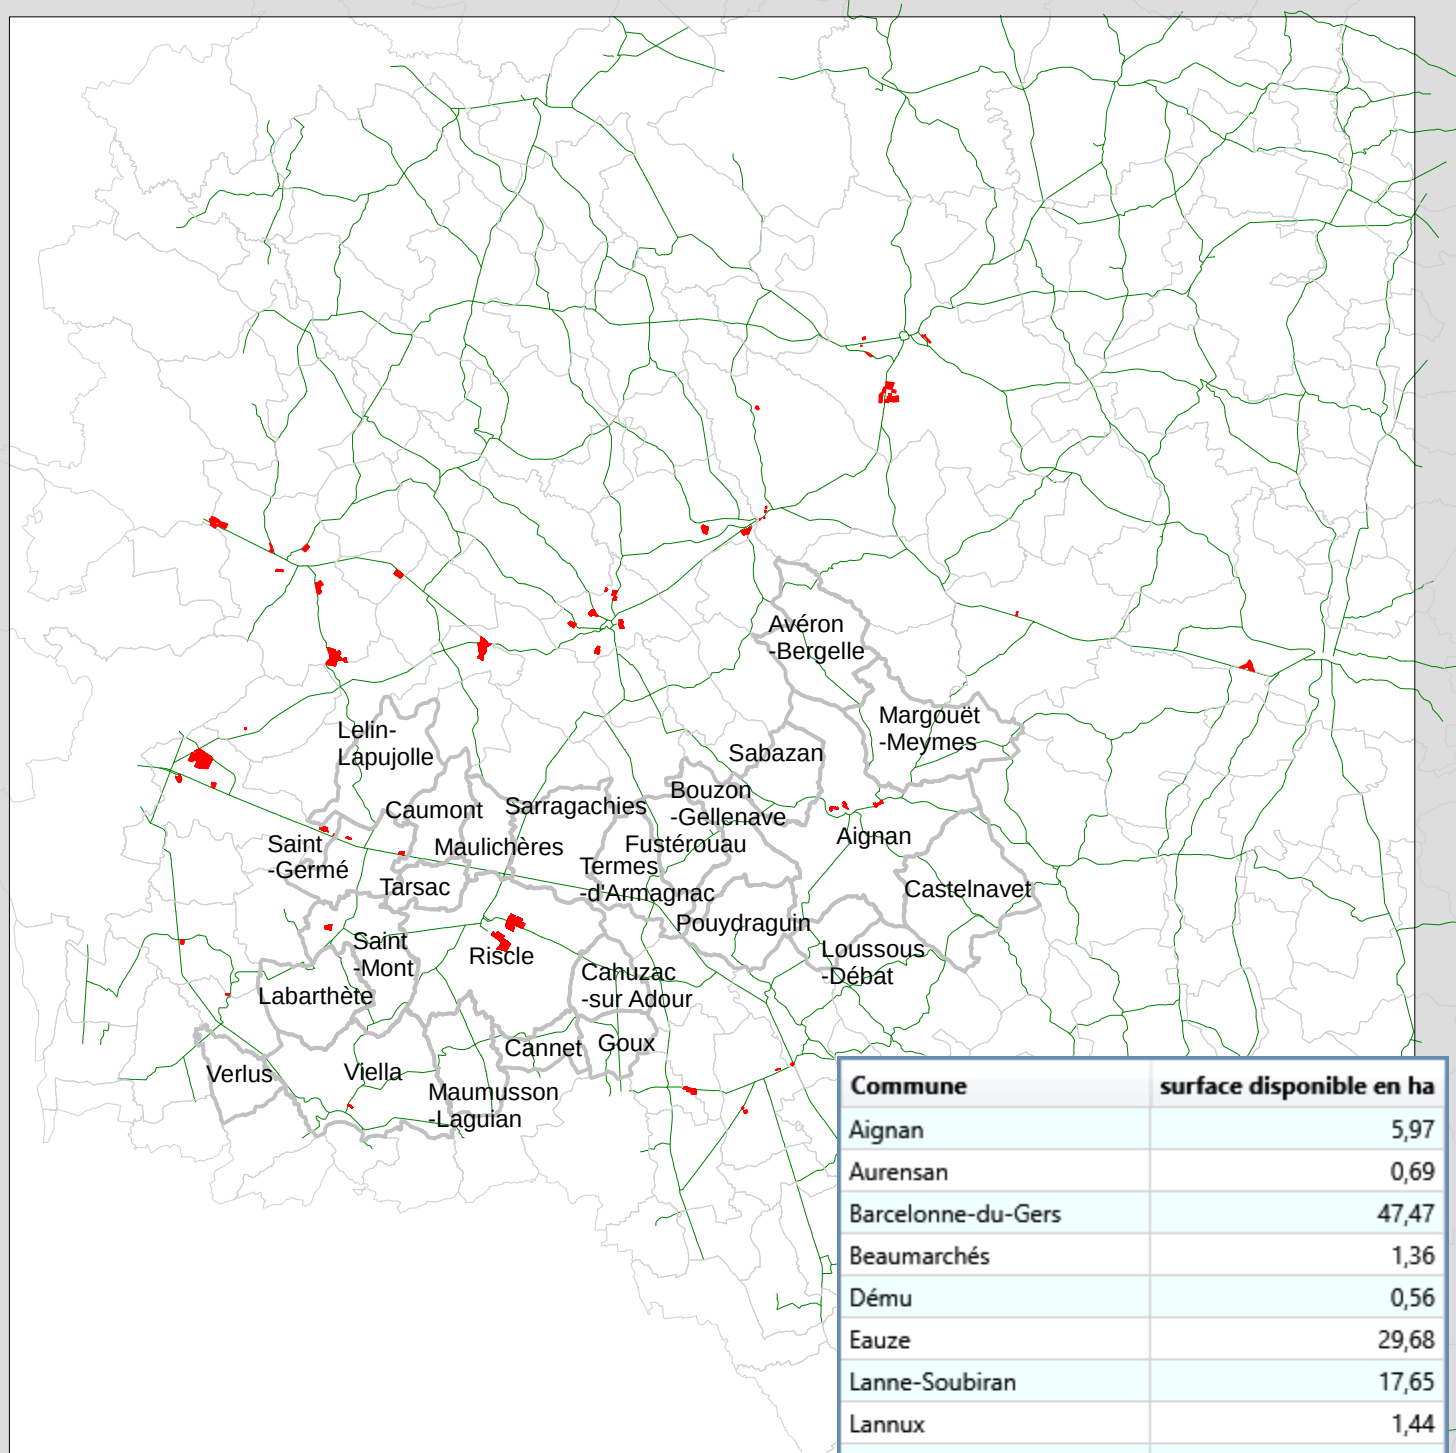 Avéron
-Bergelle
Margouët
-Meymes
Lelin-
Lapujolle
Sabazan
Bouzon
-Gellenave
Caumont
Sarragachies
Aignan
Fustérouau
Maulichères
Saint
-Germé
Termes
-d'Armagnac
Tarsac
Castelnavet
Pouydraguin
Saint
-Mont
Riscle
Loussous
-Débat
Cahuzac
-sur Adour
Labarthète
Goux
Cannet
Verlus
Viella
Maumusson
-Laguian
Commune surface disponible en ha
Aignan 5,97
Aurensan 0,69
Barcelonne-du-Gers 47,47
Beaumarchés 1,36
Dému 0,56
Eauze 29,68
Lanne-Soubiran 17,65
Lannux 1,44